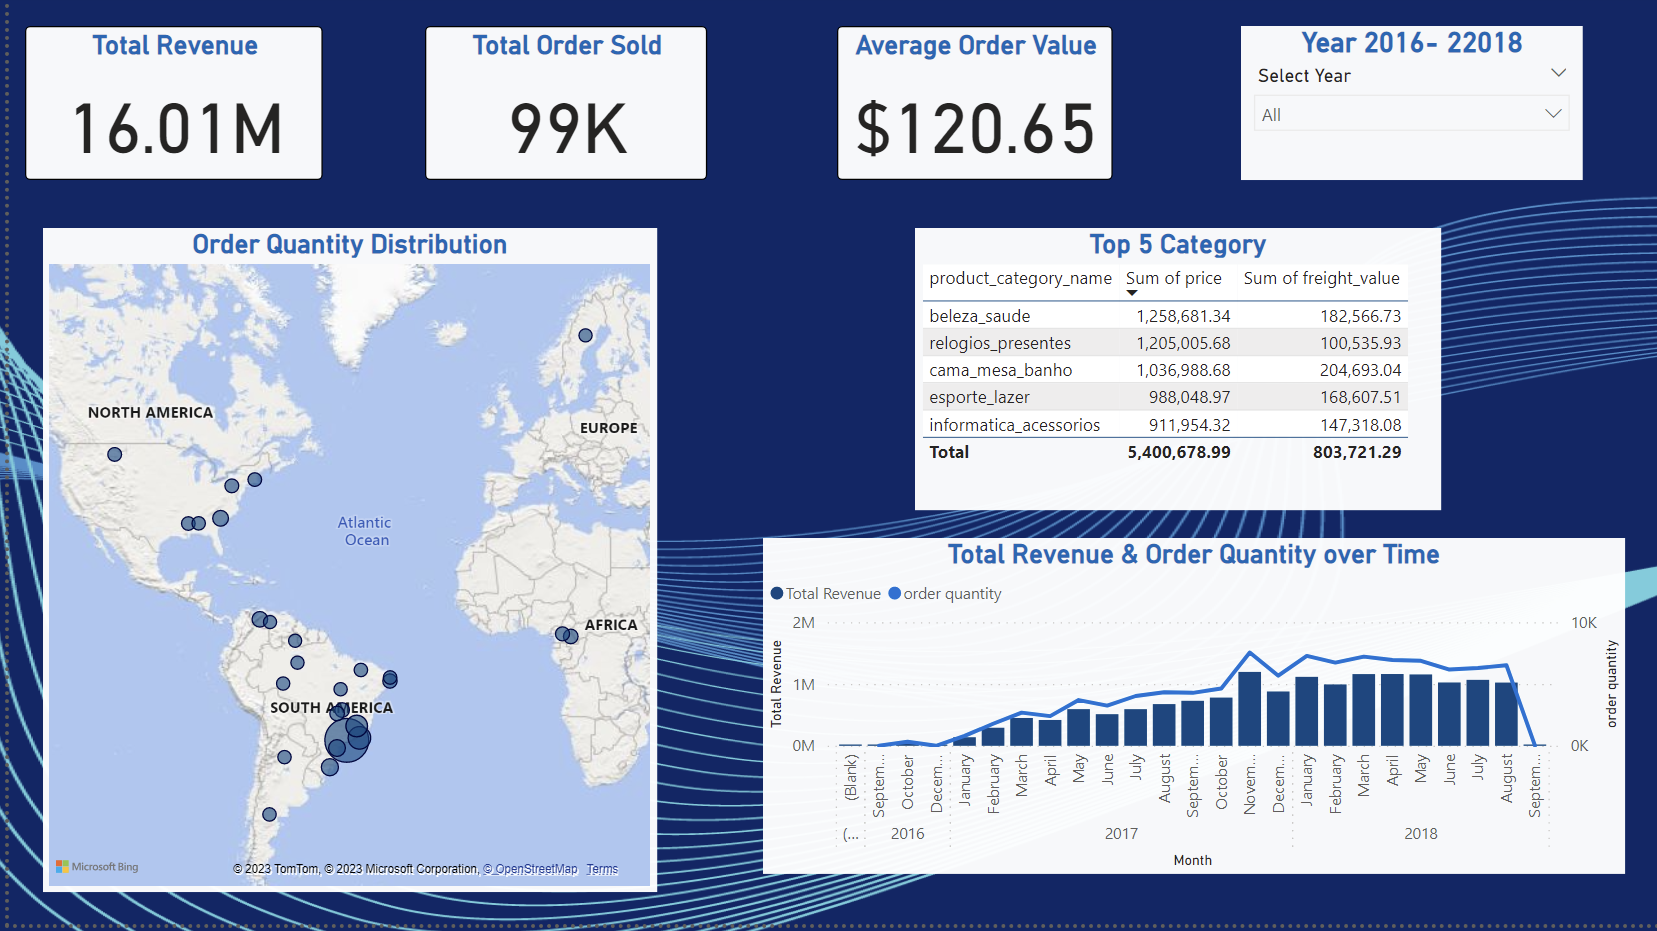 Total Revenue
16.01M
Total Order Sold
99K
Average Order Value
$120.65
Year 2016- 22018
Select Year
All
Order Quantity Distribution
NORTH AMERICA
EUROPE
Atlantic
Ocean
AFRICA
SOUTH AMERICA
Microsoft Bing
© 2023 TomTom, © 2023 Microsoft Corporation, © OpenStreetMap Terms
Top 5 Category
product_category_name Sum of price Sum of freight_value
beleza_saude 1,258,681.34 182,566.73
relogios_presentes 1,205,005.68 100,535.93
cama_mesa_banho 1,036,988.68 204,693.04
esporte_lazer 988,048.97 168,607.51
informatica_acessorios 911,954.32 147,318.08
Total 5,400,678.99 803,721.29
Total Revenue & Order Quantity over Time
Total Revenue order quantity
2M 10K
1M
0M 0K
Total Revenue
order quantity
(Blank) Septem... October Decem... January February March April May June July August Septem... October Novem... Decem... January February March April May June July August Septem...
(... 2016 2017 2018
Month